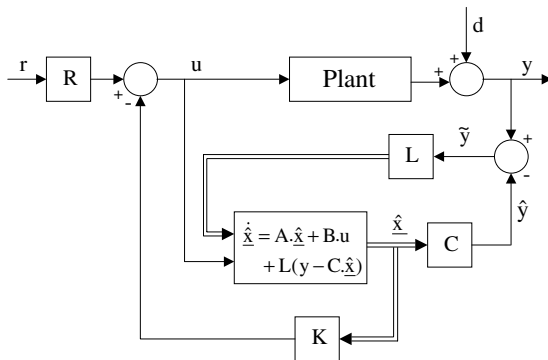 d
r
R
+
-
u
Plant
+
+
y
ỹ
+
-
L
ŷ
x̲̂̇ = A.x̲̂ + B.u
+ L(y – C.x̲̂)
x̲̂
C
K